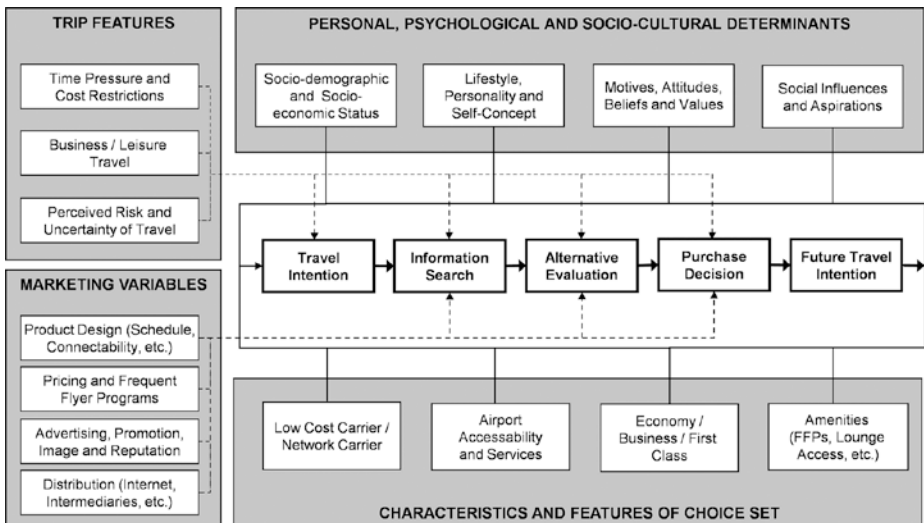 TRIP FEATURES
Time Pressure and
Cost Restrictions
Business / Leisure
Travel
Perceived Risk and
Uncertainty of Travel
MARKETING VARIABLES
Product Design (Schedule,
Connectability, etc.)
Pricing and Frequent
Flyer Programs
Advertising, Promotion,
Image and Reputation
Distribution (Internet,
Intermediaries, etc.)
PERSONAL, PSYCHOLOGICAL AND SOCIO-CULTURAL DETERMINANTS
Socio-demographic
and Socio-
economic Status
Lifestyle,
Personality and
Self-Concept
Motives, Attitudes,
Beliefs and Values
Social Influences
and Aspirations
Travel
Intention
Information
Search
Alternative
Evaluation
Purchase
Decision
Future Travel
Intention
Low Cost Carrier /
Network Carrier
Airport
Accessability
and Services
Economy /
Business / First
Class
Amenities
(FFPs, Lounge
Access, etc.)
CHARACTERISTICS AND FEATURES OF CHOICE SET